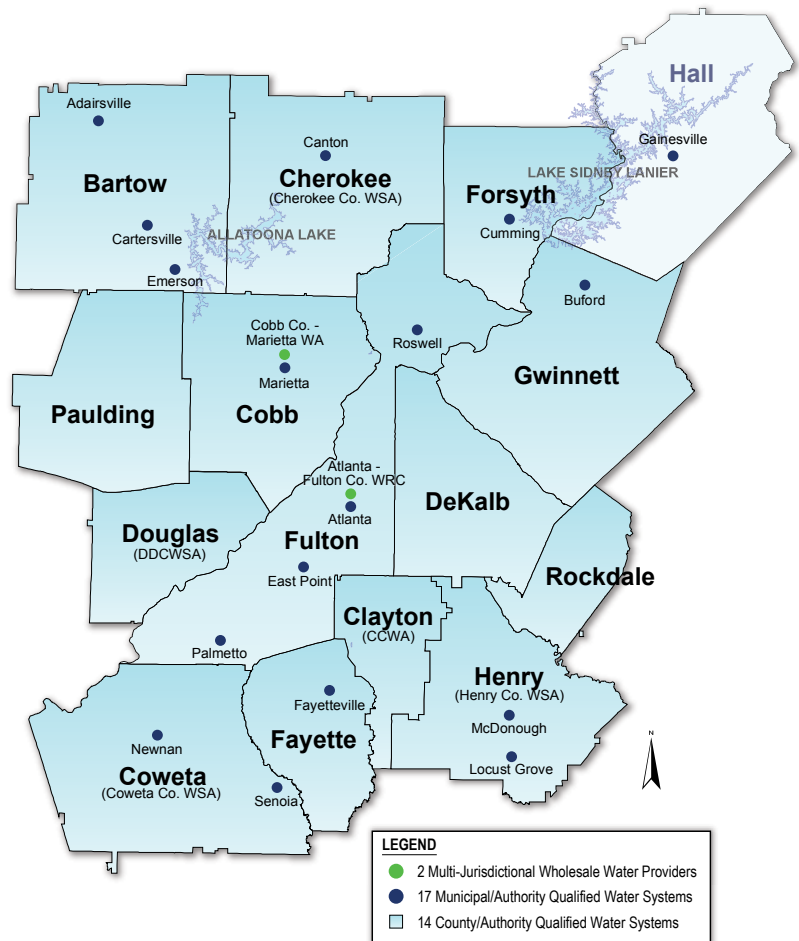 Hall
Adairsville
Canton
Gainesville
Bartow
Cherokee
(Cherokee Co. WSA)
LAKE SIDNEY LANIER
Forsyth
Cartersville
ALLATOONA LAKE
Cumming
Emerson
Buford
Cobb Co. -
Marietta WA
Marietta
Roswell
Gwinnett
Paulding
Cobb
Atlanta -
Fulton Co. WRC
Atlanta
DeKalb
Douglas
(DDCWSA)
Fulton
East Point
Rockdale
Clayton
(CCWA)
Palmetto
Henry
(Henry Co. WSA)
Fayetteville
McDonough
Newnan
Fayette
Locust Grove
Coweta
(Coweta Co. WSA)
Senoia
N
LEGEND
2 Multi-Jurisdictional Wholesale Water Providers
17 Municipal/Authority Qualified Water Systems
14 County/Authority Qualified Water Systems